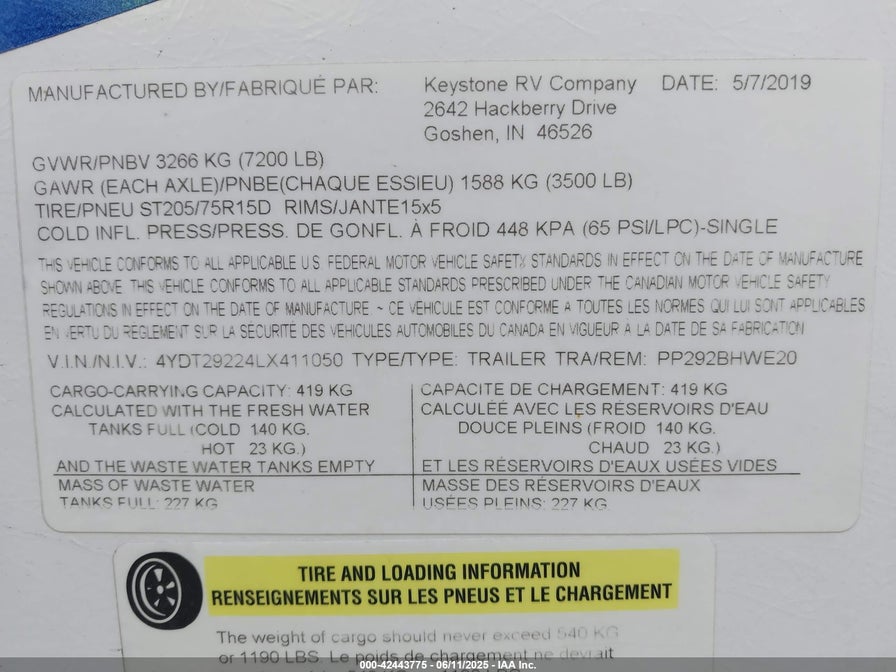 MANUFACTURED BY/FABRIQUÉ PAR: Keystone RV Company DATE: 5/7/2019
2642 Hackberry Drive
Goshen, IN 46526
GVWR/PNBV 3266 KG (7200 LB)
GAWR (EACH AXLE)/PNBE(CHAQUE ESSIEU) 1588 KG (3500 LB)
TIRE/PNEU ST205/75R15D RIMS/JANTE15x5
COLD INFL. PRESS/PRESS. DE GONFL. À FROID 448 KPA (65 PSI/LPC)-SINGLE
THIS VEHICLE CONFORMS TO ALL APPLICABLE U.S. FEDERAL MOTOR VEHICLE SAFETY STANDARDS IN EFFECT ON THE DATE OF MANUFACTURE
SHOWN ABOVE. THIS VEHICLE CONFORMS TO ALL APPLICABLE STANDARDS PRESCRIBED UNDER THE CANADIAN MOTOR VEHICLE SAFETY
REGULATIONS IN EFFECT ON THE DATE OF MANUFACTURE. ~ CE VEHICULE EST CONFORME A TOUTES LES NORMES QUI LUI SONT APPLICABLES
EN VERTU DU REGLEMENT SUR LA SECURITE DES VEHICULES AUTOMOBILES DU CANADA EN VIGUEUR A LA DATE DE SA FABRICATION
V.I.N./N.I.V.: 4YDT29224LX411050 TYPE/TYPE: TRAILER TRA/REM: PP292BHWE20
CARGO-CARRYING CAPACITY: 419 KG
CALCULATED WITH THE FRESH WATER
TANKS FULL (COLD 140 KG.
HOT 23 KG.)
AND THE WASTE WATER TANKS EMPTY
MASS OF WASTE WATER
TANKS FULL: 227 KG
CAPACITE DE CHARGEMENT: 419 KG
CALCULÉE AVEC LES RÉSERVOIRS D'EAU
DOUCE PLEINS (FROID 140 KG.
CHAUD 23 KG.)
ET LES RÉSERVOIRS D'EAUX USÉES VIDES
MASSE DES RÉSERVOIRS D'EAUX
USÉES PLEINS: 227 KG.
TIRE AND LOADING INFORMATION
RENSEIGNEMENTS SUR LES PNEUS ET LE CHARGEMENT
The weight of cargo should never exceed 540 KG
or 1190 LBS. Le poids de chargement ne devrait
000-42443775 - 06/11/2025 - IAA Inc.